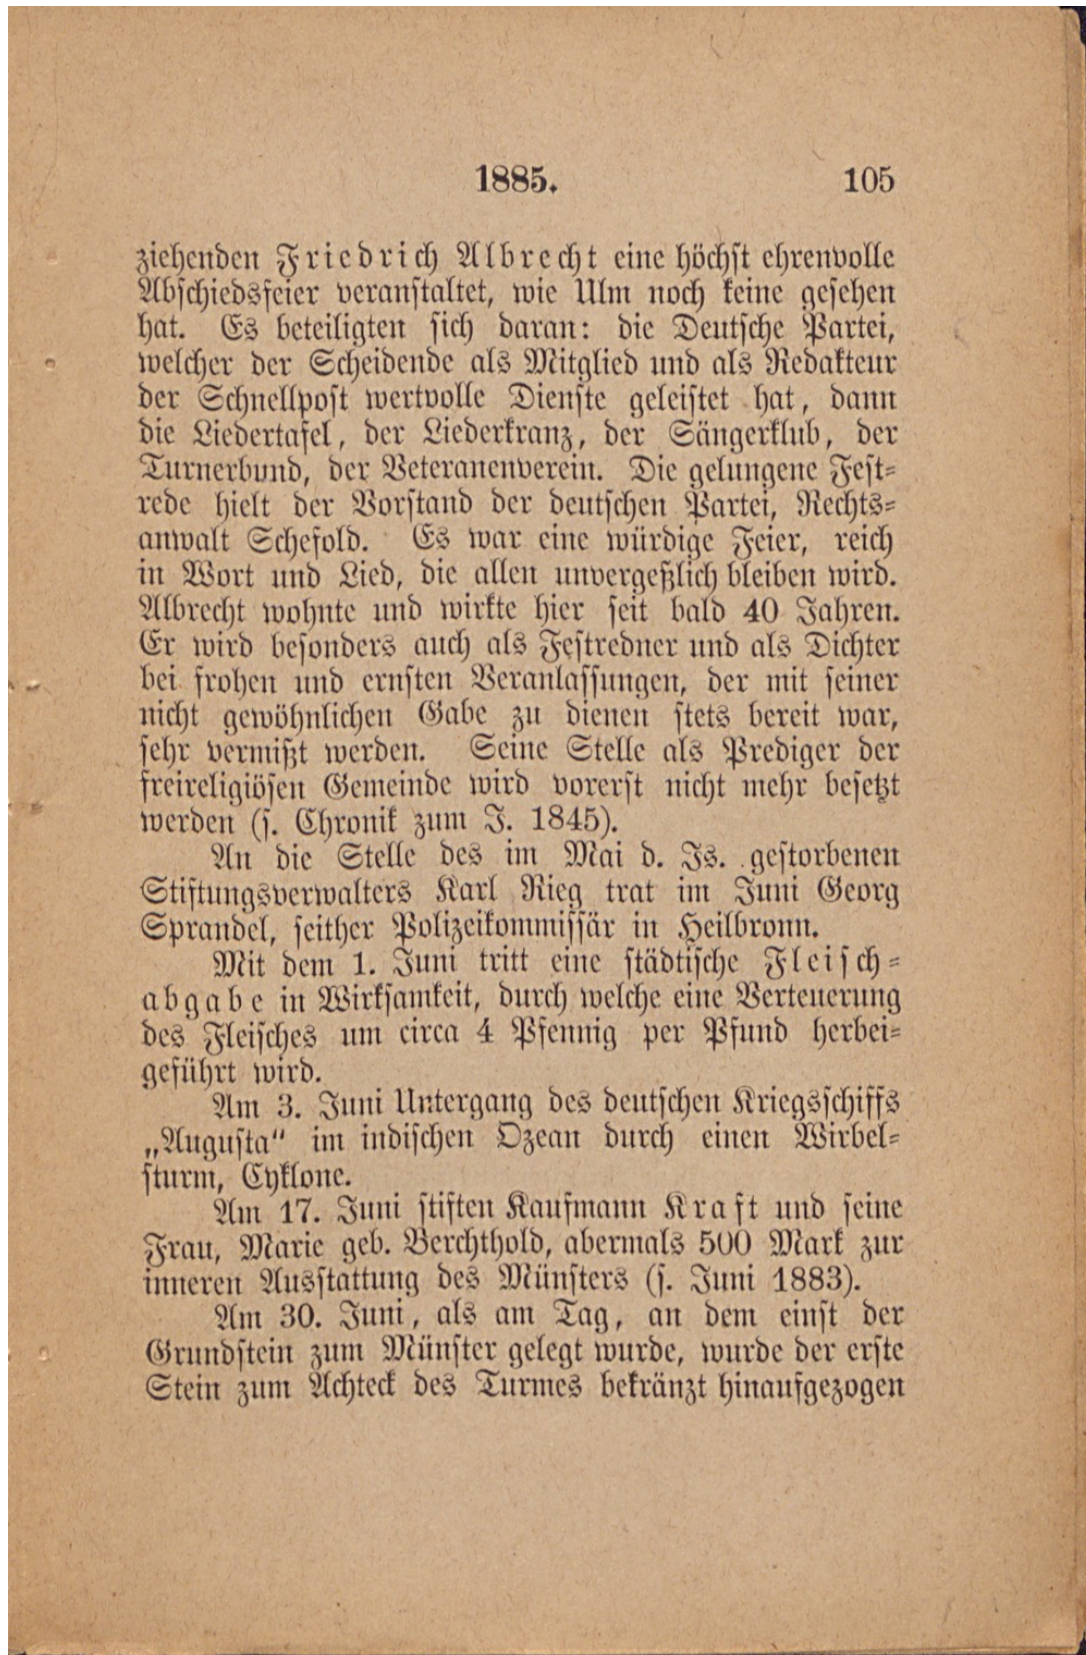 1885. 105
ziehenden Friedrich Albrecht eine höchst ehrenvolle
Abschiedsfeier veranstaltet, wie Ulm noch keine gesehen
hat. Es beteiligten sich daran: die Deutsche Partei,
welcher der Scheidende als Mitglied und als Redakteur
der Schnellpost wertvolle Dienste geleistet hat, dann
die Liedertafel, der Liederkranz, der Sängerklub, der
Turnerbund, der Veteranenverein. Die gelungene Fest-
rede hielt der Vorstand der deutschen Partei, Rechts-
anwalt Schefold. Es war eine würdige Feier, reich
in Wort und Lied, die allen unvergeßlich bleiben wird.
Albrecht wohnte und wirkte hier seit bald 40 Jahren.
Er wird besonders auch als Festredner und als Dichter
bei frohen und ernsten Veranlassungen, der mit seiner
nicht gewöhnlichen Gabe zu dienen stets bereit war,
sehr vermißt werden. Seine Stelle als Prediger der
freireligiösen Gemeinde wird vorerst nicht mehr besetzt
werden (s. Chronik zum J. 1845).
An die Stelle des im Mai d. Js. gestorbenen
Stiftungsverwalters Karl Rieg trat im Juni Georg
Sprandel, seither Polizeikommissär in Heilbronn.
Mit dem 1. Juni tritt eine städtische Fleisch-
abgabe in Wirksamkeit, durch welche eine Verteuerung
des Fleisches um circa 4 Pfennig per Pfund herbei-
geführt wird.
Am 3. Juni Untergang des deutschen Kriegsschiffs
„Augusta“ im indischen Ozean durch einen Wirbel-
sturm, Cyklone.
Am 17. Juni stiften Kaufmann Kraft und seine
Frau, Marie geb. Berchthold, abermals 500 Mark zur
inneren Ausstattung des Münsters (s. Juni 1883).
Am 30. Juni, als am Tag, an dem einst der
Grundstein zum Münster gelegt wurde, wurde der erste
Stein zum Achteck des Turmes bekränzt hinaufgezogen